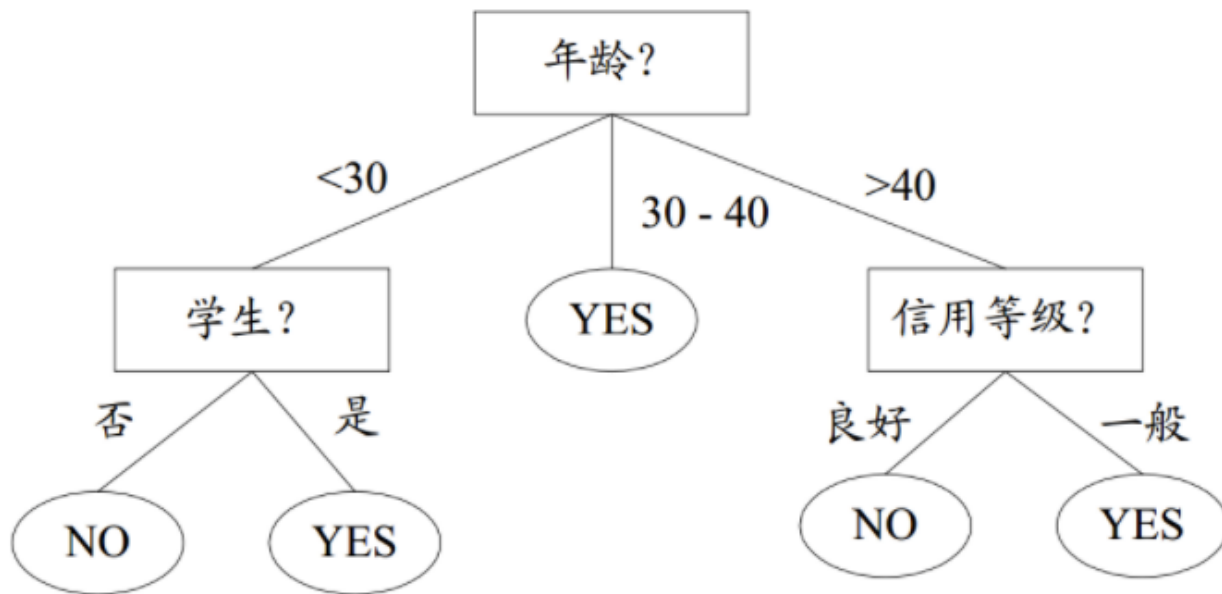 年龄?
<30
30 - 40
>40
学生?
YES
信用等级?
否
是
良好
一般
NO
YES
NO
YES